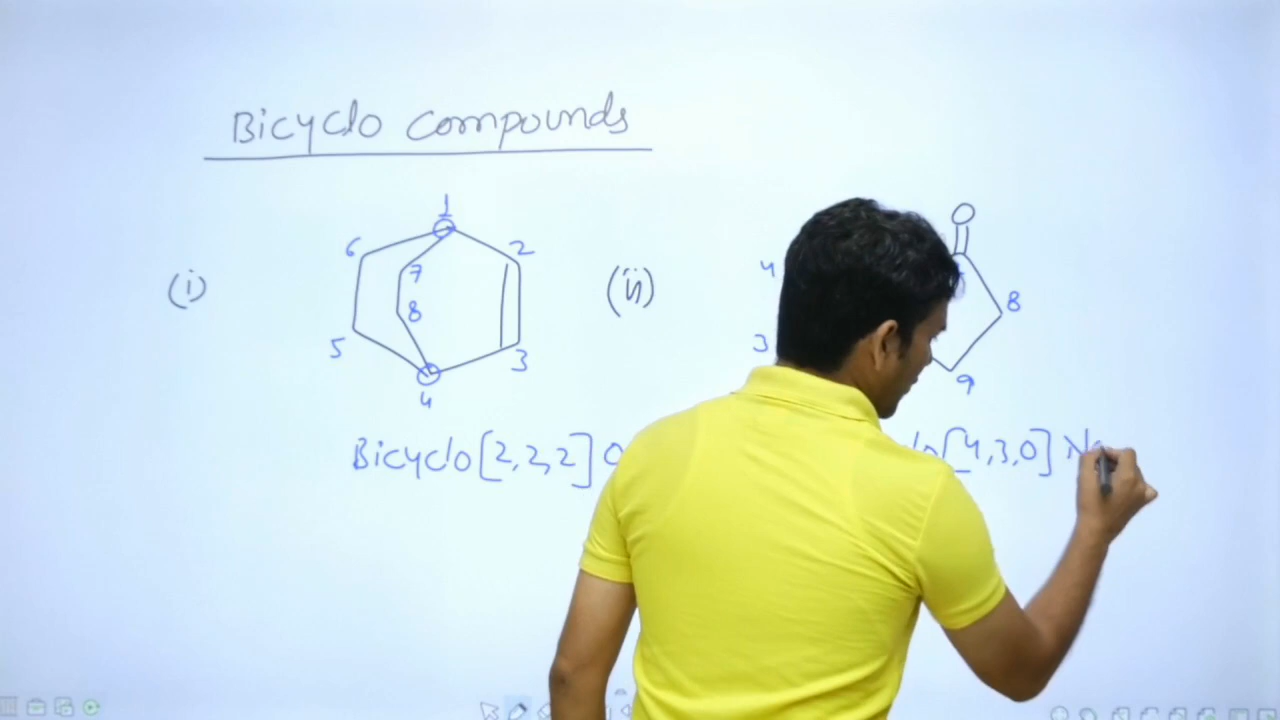 Bicyclo compounds
(i)
1
6
2
7
8
5
3
4
Bicyclo[2,2,2]
(ii)
O
4
8
3
9
[4,3,0]